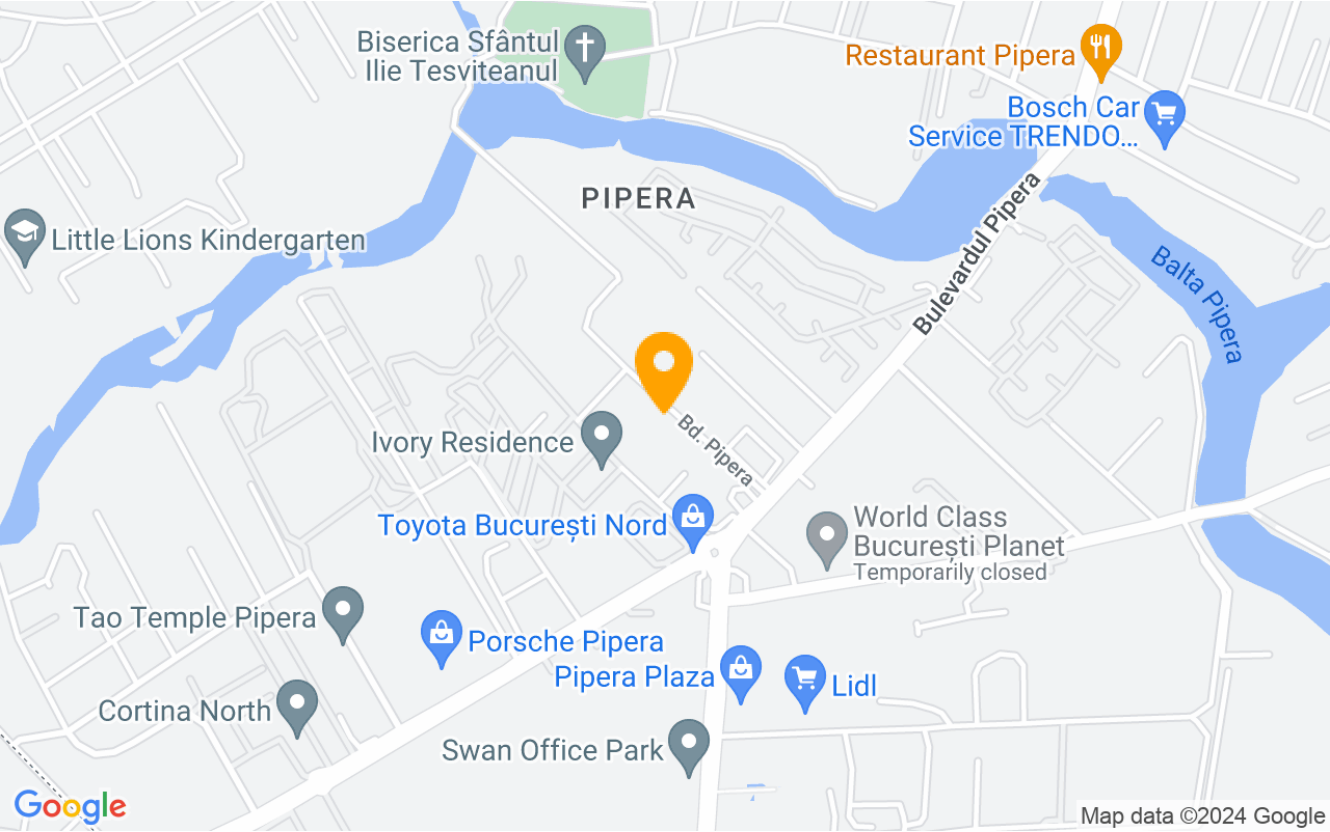 Biserica Sfântul
Ilie Tesviteanul
Restaurant Pipera
Bosch Car
Service TRENDO...
PIPERA
Bulevardul Pipera
Little Lions Kindergarten
Balta Pipera
Bd. Pipera
Ivory Residence
Toyota București Nord
World Class
București Planet
Temporarily closed
Tao Temple Pipera
Porsche Pipera
Pipera Plaza
Lidl
Cortina North
Swan Office Park
Google
Map data ©2024 Google